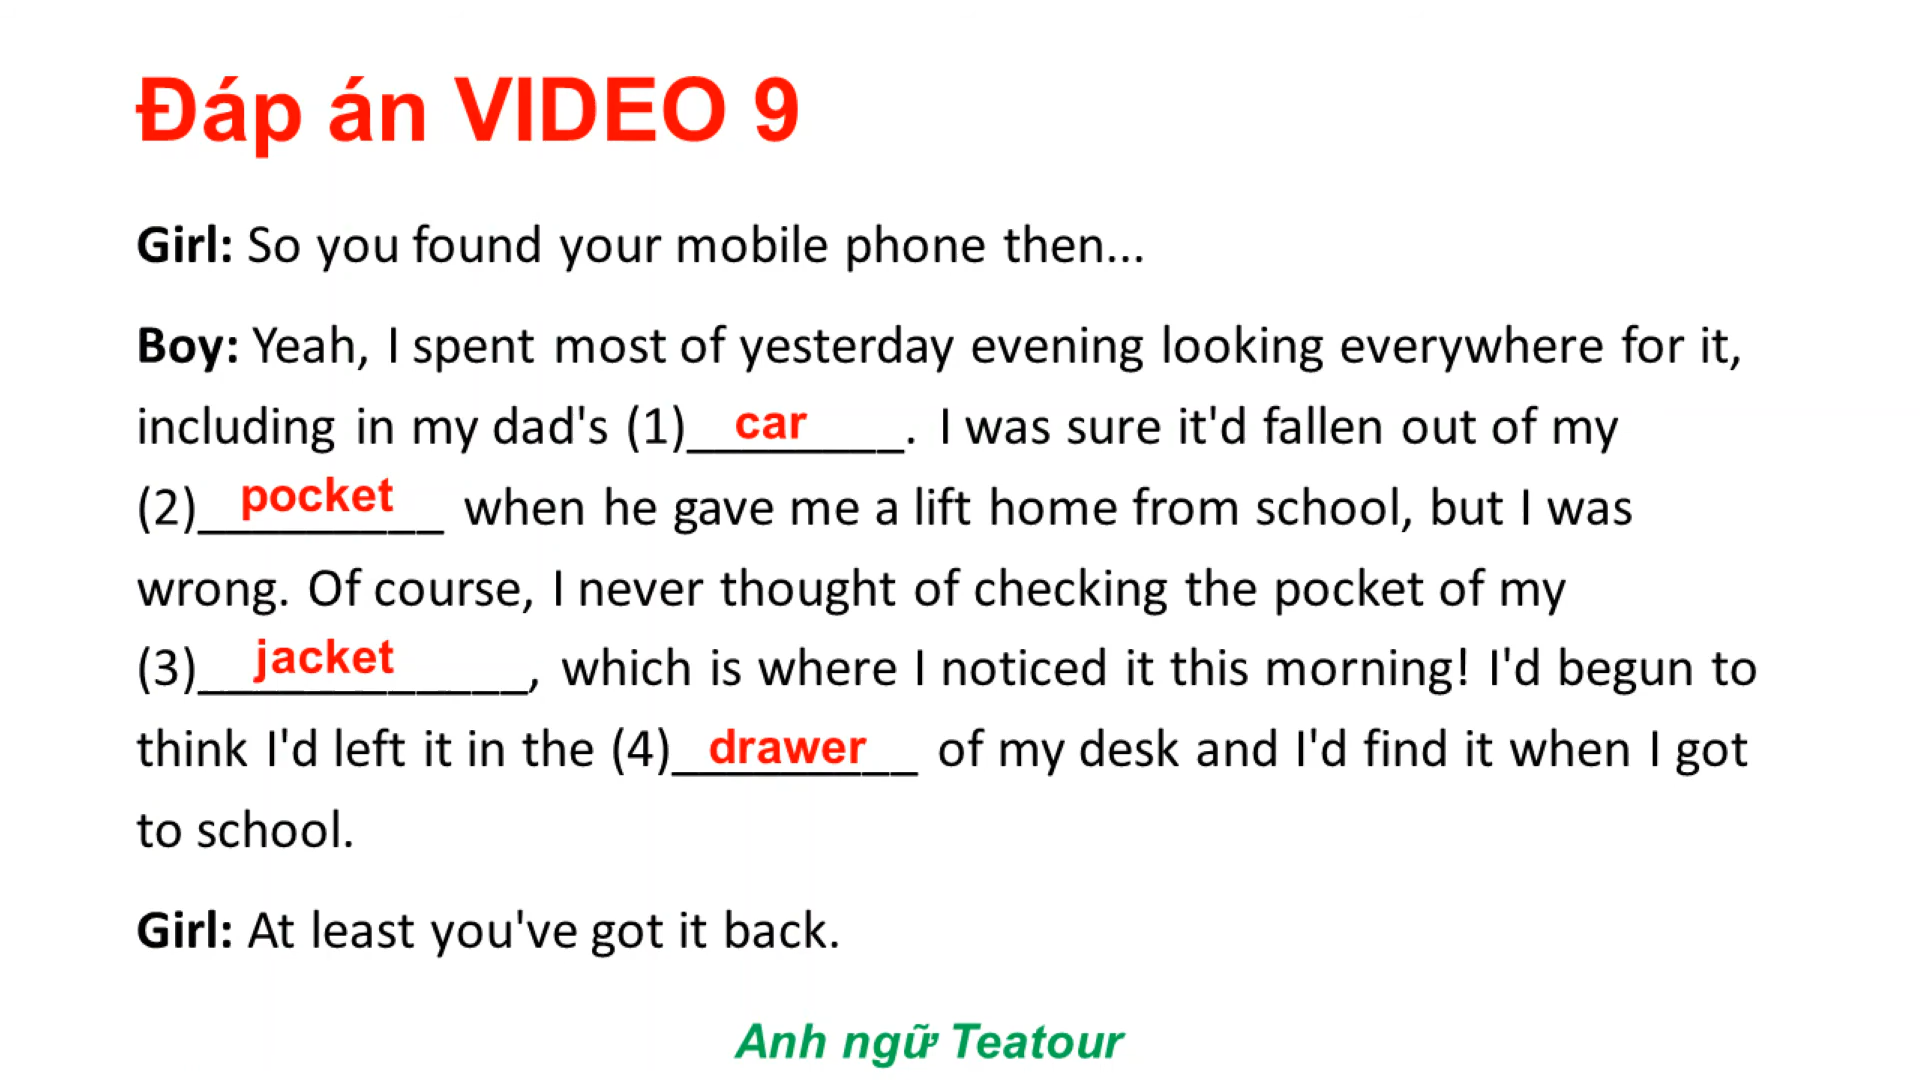 Đáp án VIDEO 9
Girl: So you found your mobile phone then...
Boy: Yeah, I spent most of yesterday evening looking everywhere for it,
including in my dad's (1)___car___. I was sure it'd fallen out of my
(2)___pocket___ when he gave me a lift home from school, but I was
wrong. Of course, I never thought of checking the pocket of my
(3)___jacket___, which is where I noticed it this morning! I'd begun to
think I'd left it in the (4)___drawer___ of my desk and I'd find it when I got
to school.
Girl: At least you've got it back.
Anh ngữ Teatour